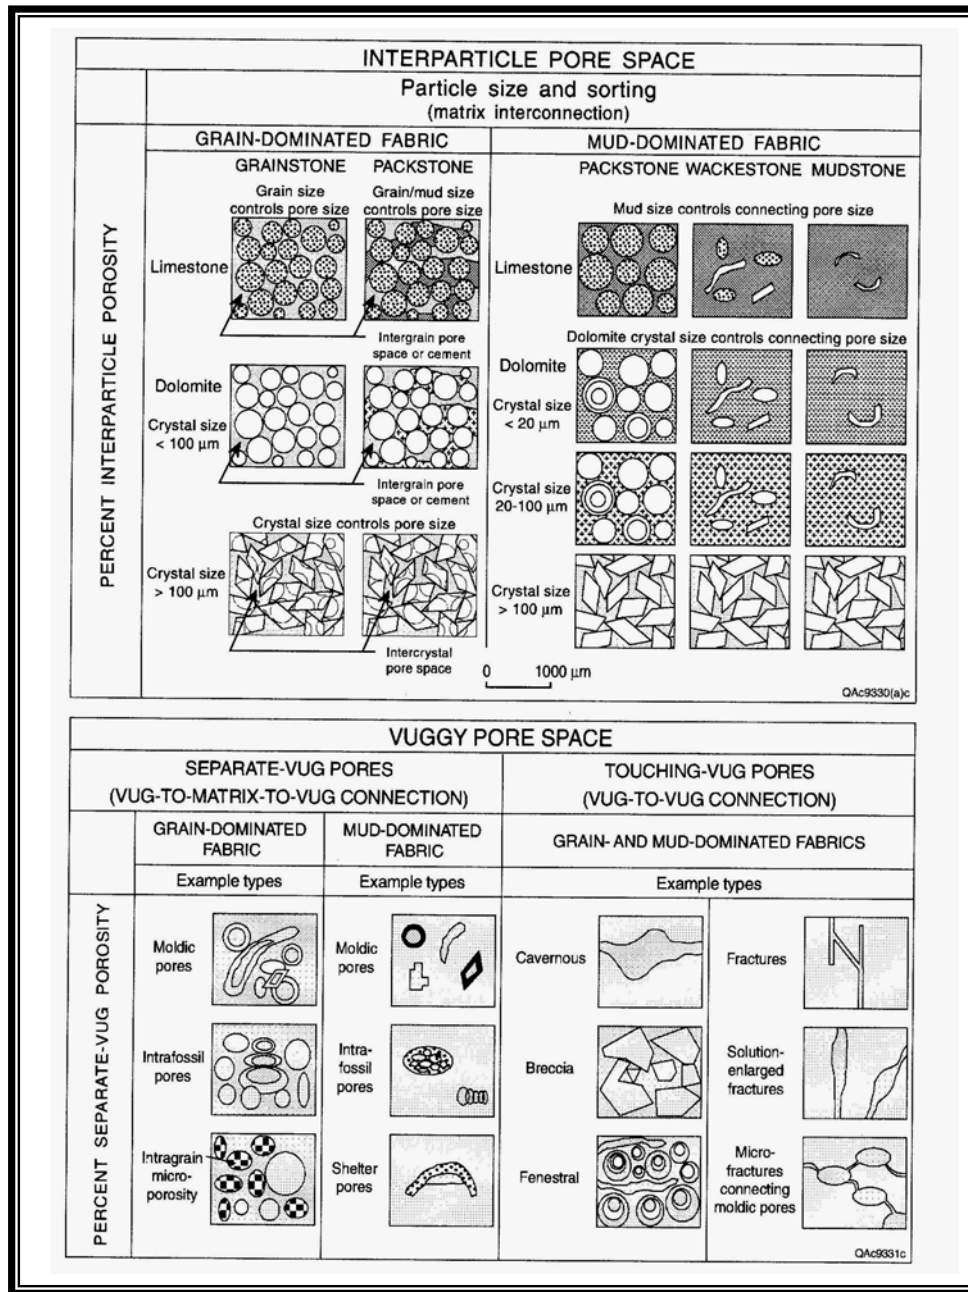 INTERPARTICLE PORE SPACE
Particle size and sorting
(matrix interconnection)
PERCENT INTERPARTICLE POROSITY
GRAIN-DOMINATED FABRIC
GRAINSTONE
PACKSTONE
Grain size
controls pore size
Grain/mud size
controls pore size
Limestone
Intergrain pore
space or cement
Dolomite
Crystal size
< 100 µm
Intergrain pore
space or cement
Crystal size controls pore size
Crystal size
> 100 µm
Intercrystal
pore space
MUD-DOMINATED FABRIC
PACKSTONE WACKESTONE MUDSTONE
Mud size controls connecting pore size
Limestone
Dolomite crystal size controls connecting pore size
Dolomite
Crystal size
< 20 µm
Crystal size
20-100 µm
Crystal size
> 100 µm
0 1000 µm
QAc9330(a)c
VUGGY PORE SPACE
SEPARATE-VUG PORES
(VUG-TO-MATRIX-TO-VUG CONNECTION)
TOUCHING-VUG PORES
(VUG-TO-VUG CONNECTION)
PERCENT SEPARATE-VUG POROSITY
GRAIN-DOMINATED
FABRIC
MUD-DOMINATED
FABRIC
GRAIN- AND MUD-DOMINATED FABRICS
Example types
Example types
Example types
Moldic
pores
Moldic
pores
Cavernous
Fractures
Intrafossil
pores
Intra-
fossil
pores
Breccia
Solution-
enlarged
fractures
Intragrain
micro-
porosity
Shelter
pores
Fenestral
Micro-
fractures
connecting
moldic pores
QAc9331c